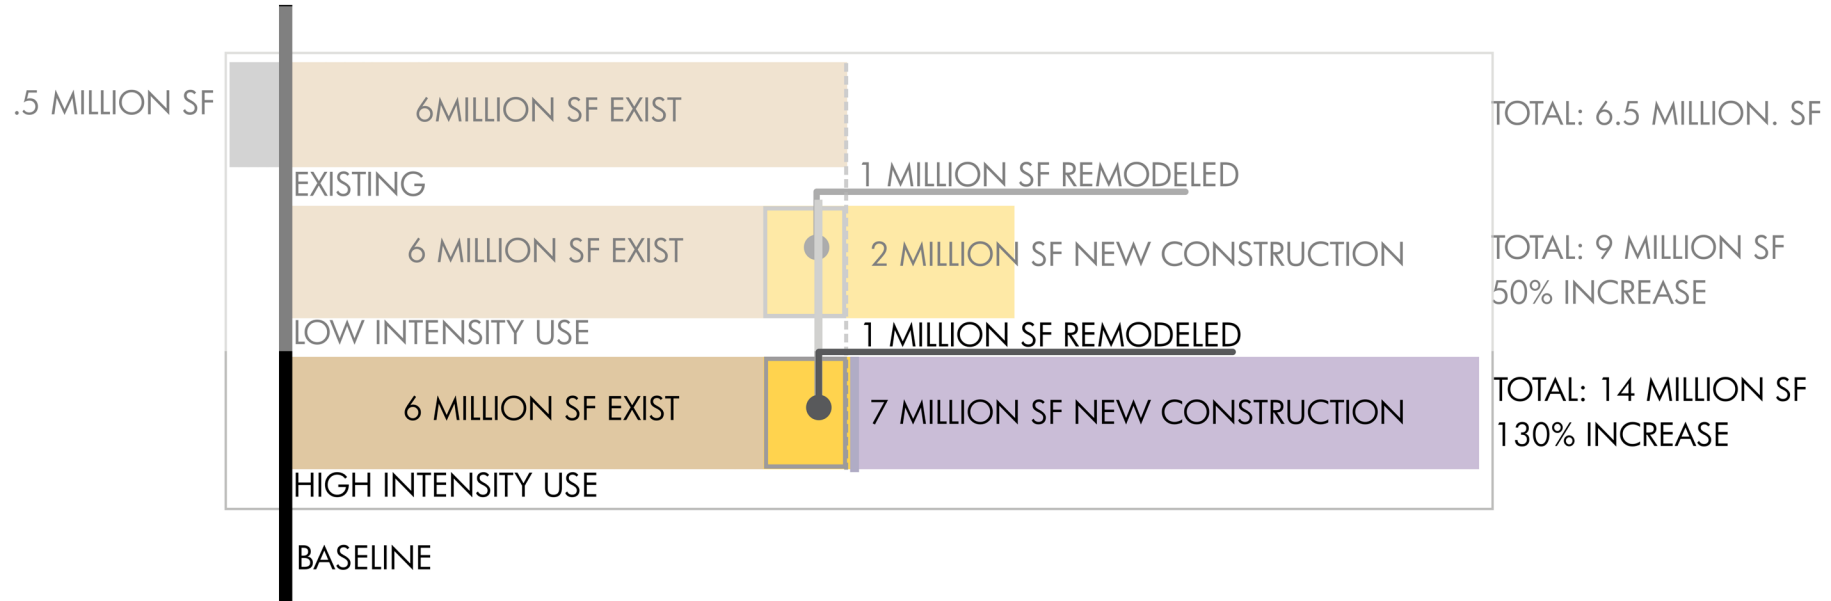 .5 MILLION SF
6MILLION SF EXIST
TOTAL: 6.5 MILLION. SF
EXISTING
1 MILLION SF REMODELED
6 MILLION SF EXIST
2 MILLION SF NEW CONSTRUCTION
TOTAL: 9 MILLION SF
50% INCREASE
LOW INTENSITY USE
1 MILLION SF REMODELED
6 MILLION SF EXIST
7 MILLION SF NEW CONSTRUCTION
TOTAL: 14 MILLION SF
130% INCREASE
HIGH INTENSITY USE
BASELINE